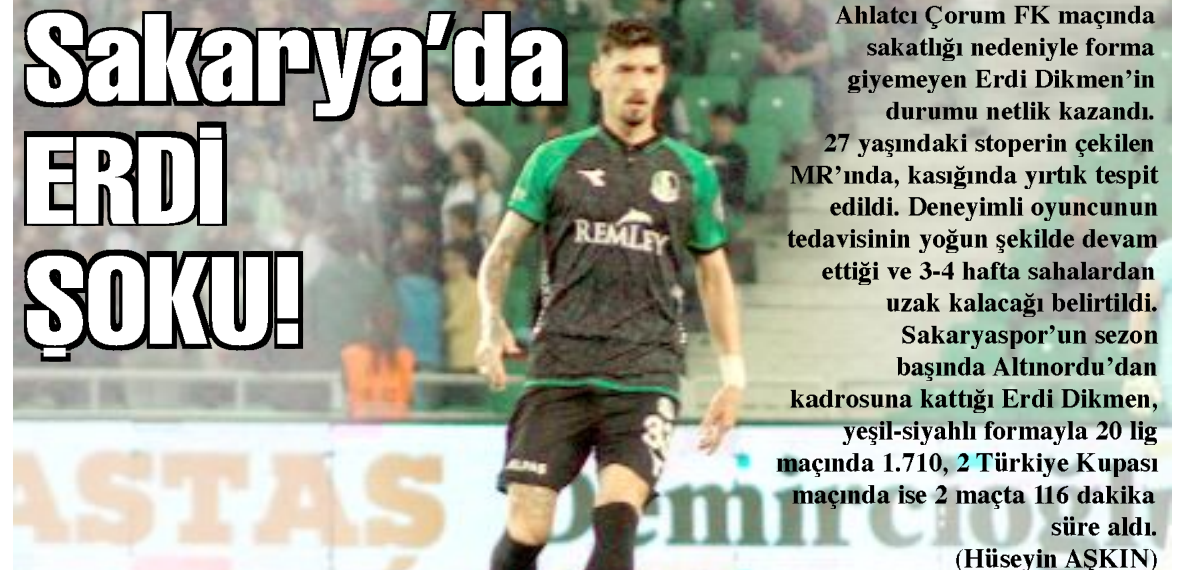 Sakarya'da
ERDİ
ŞOKU!
Ahlatcı Çorum FK maçında
sakatlığı nedeniyle forma
giyemeyen Erdi Dikmen'in
durumu netlik kazandı.
27 yaşındaki stoperin çekilen
MR'ında, kasığında yırtık tespit
edildi. Deneyimli oyuncunun
tedavisinin yoğun şekilde devam
ettiği ve 3-4 hafta sahalardan
uzak kalacağı belirtildi.
Sakaryaspor'un sezon
başında Altınordu'dan
kadrosuna kattığı Erdi Dikmen,
yeşil-siyahlı formayla 20 lig
maçında 1.710, 2 Türkiye Kupası
maçında ise 2 maçta 116 dakika
süre aldı.
(Hüseyin AŞKIN)
REMLEY
ASTAŞ
Demircioğlu